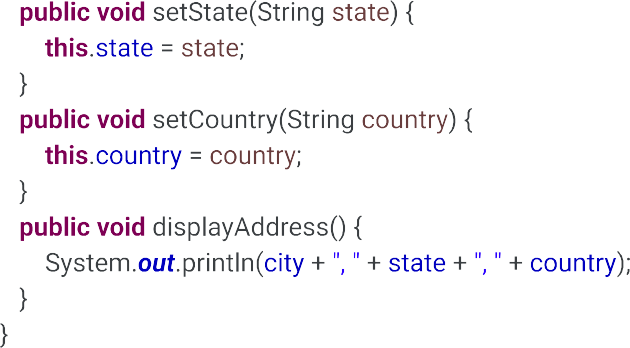 public void setState(String state) {
this.state = state;
}
public void setCountry(String country) {
this.country = country;
}
public void displayAddress() {
System.out.println(city + ", " + state + ", " + country);
}
}